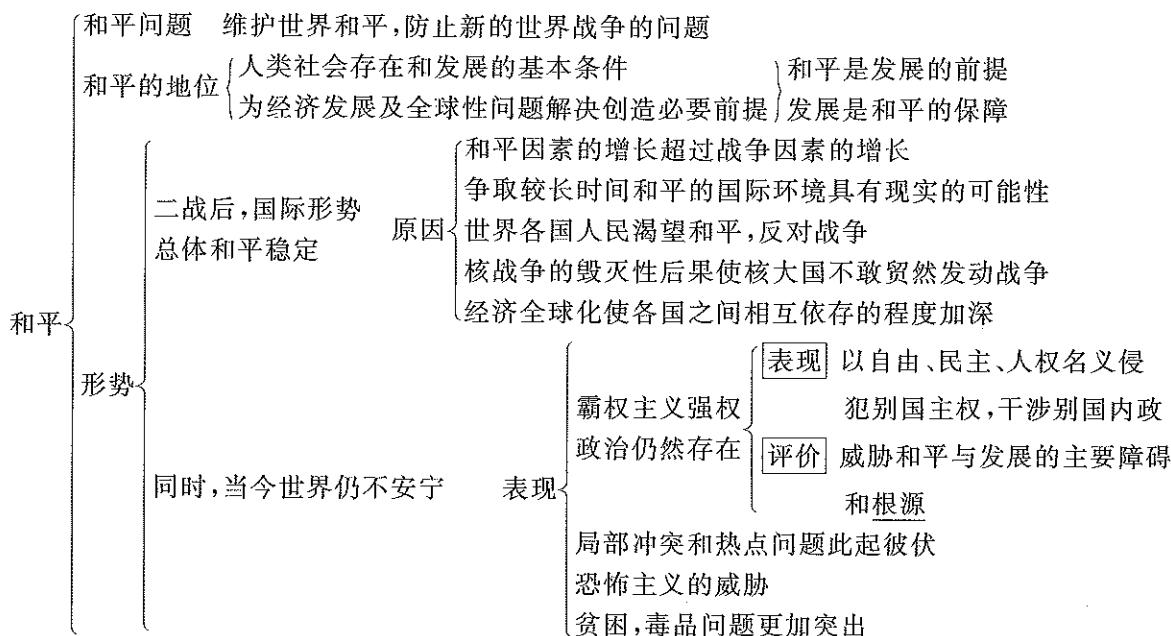 和平问题 维护世界和平,防止新的世界战争的问题
人类社会存在和发展的基本条件
和平是发展的前提
和平的地位
为经济发展及全球性问题解决创造必要前提
发展是和平的保障
和平因素的增长超过战争因素的增长
争取较长时间和平的国际环境具有现实的可能性
二战后,国际形势
总体和平稳定
原因
世界各国人民渴望和平,反对战争
核战争的毁灭性后果使核大国不敢贸然发动战争
经济全球化使各国之间相互依存的程度加深
和平
形势
表现 以自由、民主、人权名义侵
犯别国主权,干涉别国内政
霸权主义强权
政治仍然存在
评价 威胁和平与发展的主要障碍
和根源
同时,当今世界仍不安宁
表现
局部冲突和热点问题此起彼伏
恐怖主义的威胁
贫困,毒品问题更加突出